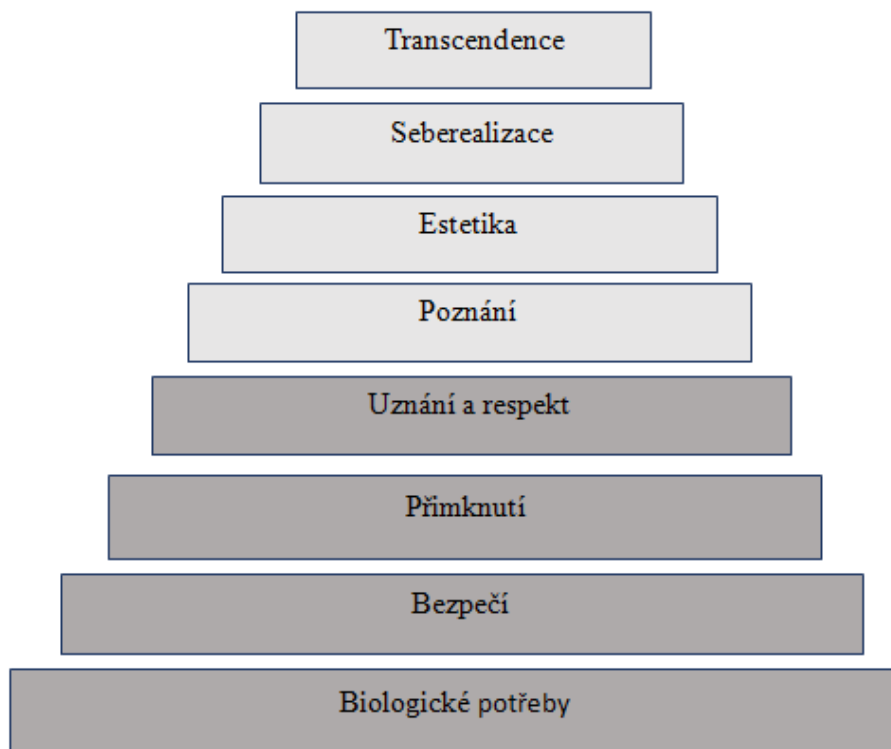 Transcendence
Seberealizace
Estetika
Poznání
Uznání a respekt
Přimknutí
Bezpečí
Biologické potřeby